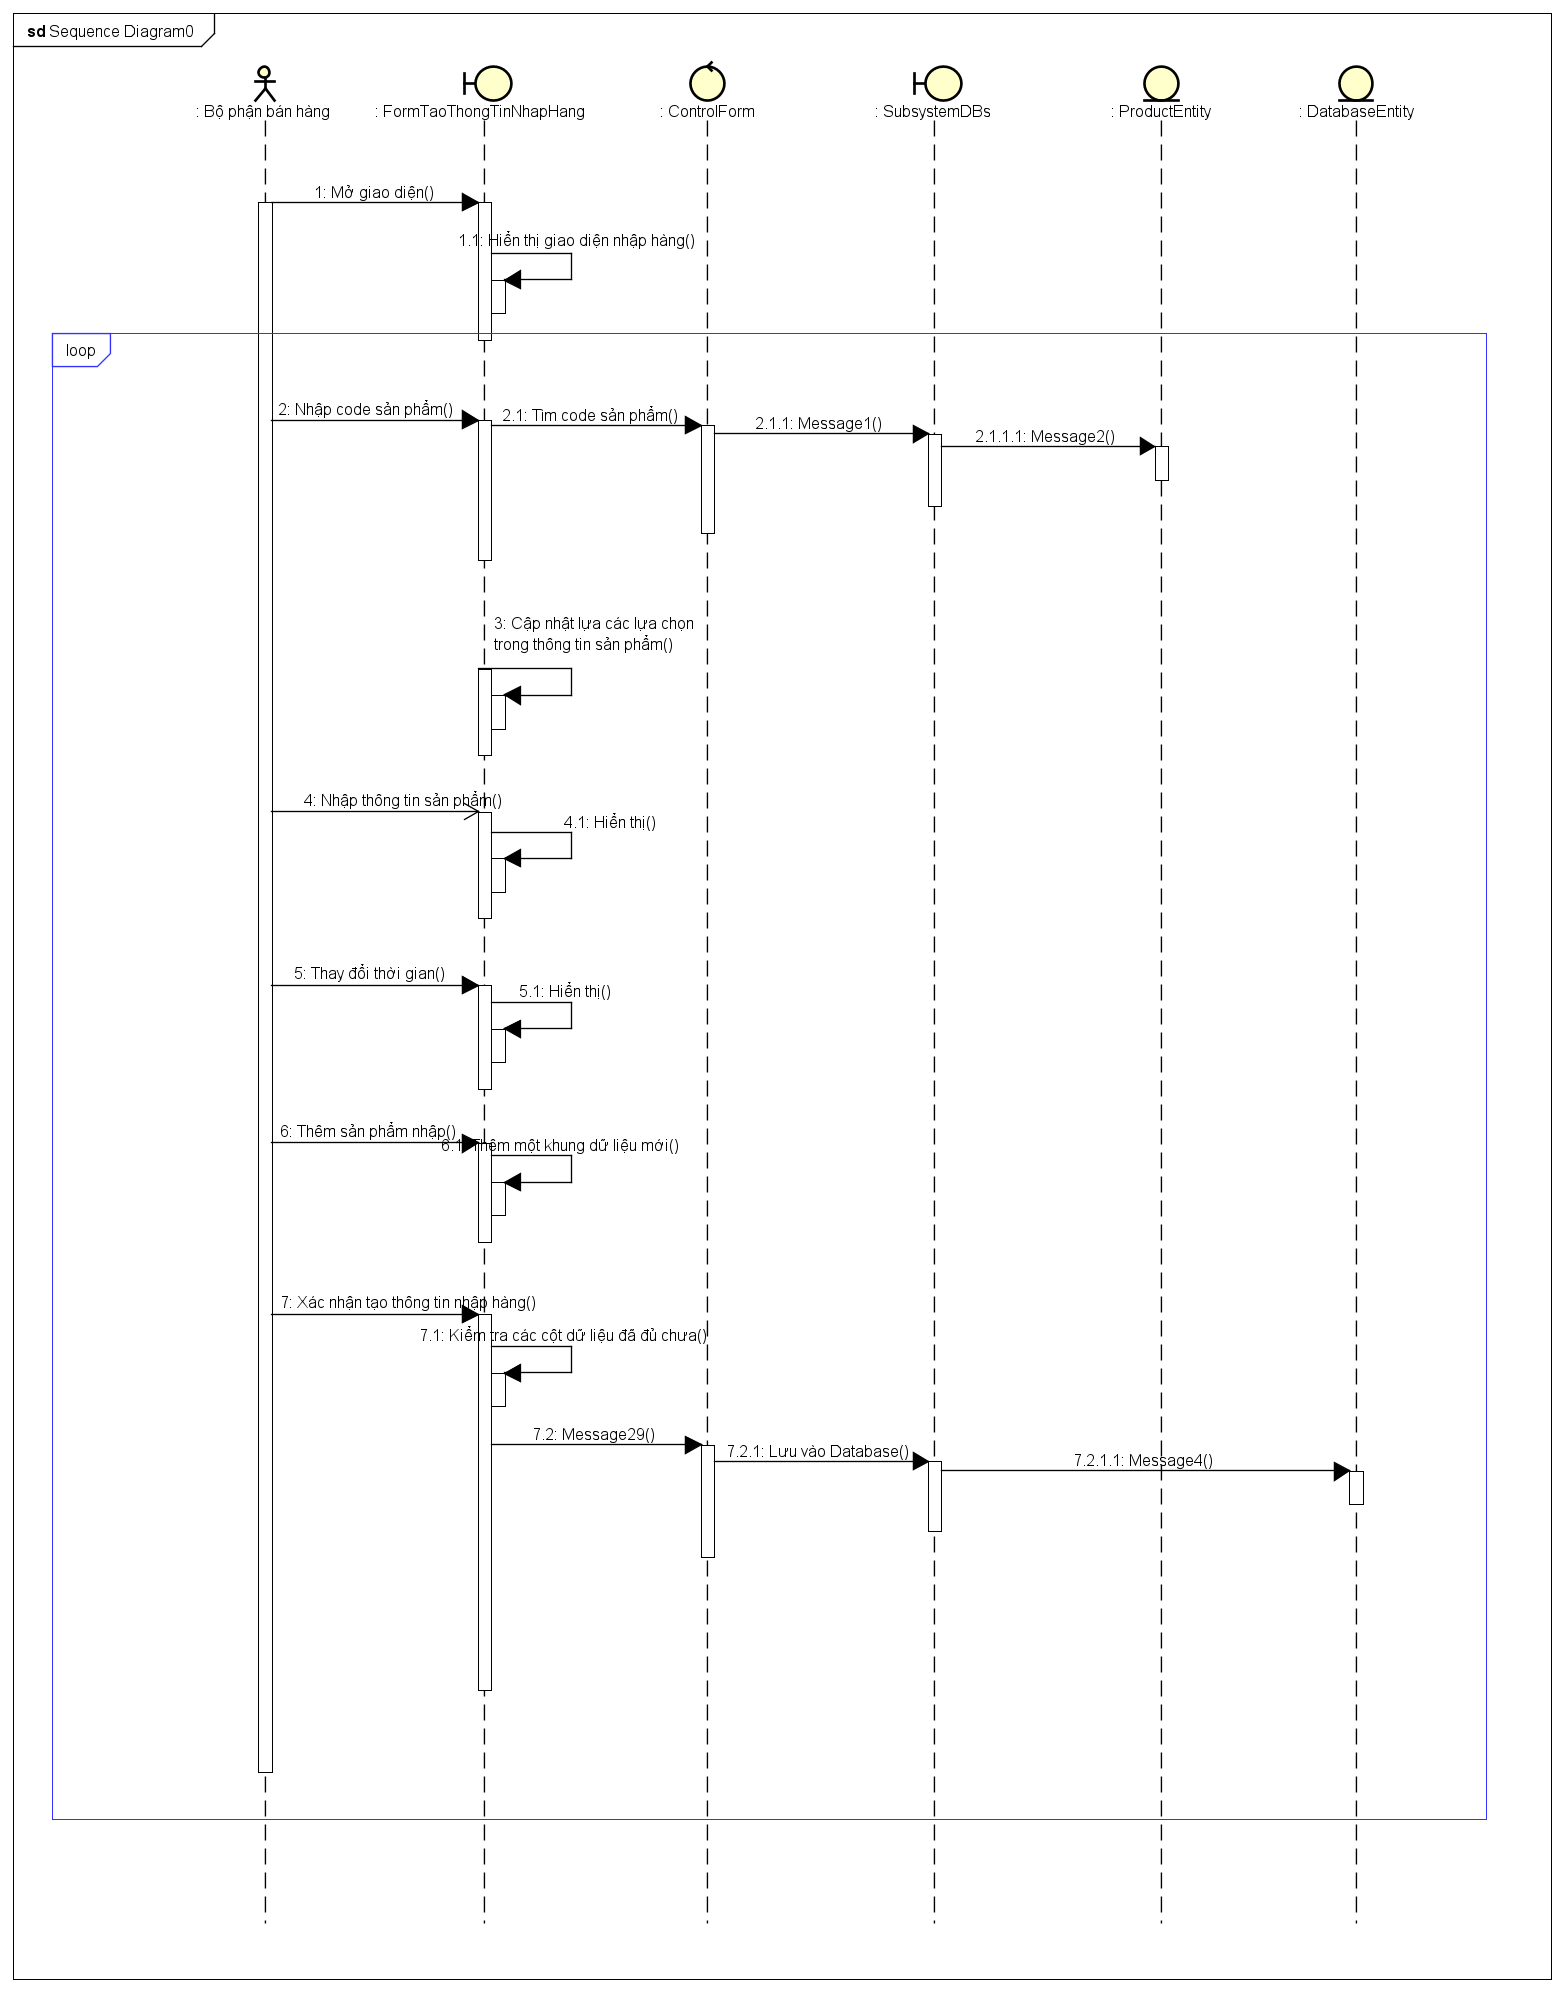 sd Sequence Diagram0
: Bộ phận bán hàng
: FormTaoThongTinNhapHang
: ControlForm
: SubsystemDBs
: ProductEntity
: DatabaseEntity
1: Mở giao diện()
1.1: Hiển thị giao diện nhập hàng()
loop
2: Nhập code sản phẩm()
2.1: Tìm code sản phẩm()
2.1.1: Message1()
2.1.1.1: Message2()
3: Cập nhật lựa các lựa chọn
trong thông tin sản phẩm()
4: Nhập thông tin sản phẩm()
4.1: Hiển thị()
5: Thay đổi thời gian()
5.1: Hiển thị()
6: Thêm sản phẩm nhập()
6.1: Thêm một khung dữ liệu mới()
7: Xác nhận tạo thông tin nhập hàng()
7.1: Kiểm tra các cột dữ liệu đã đủ chưa()
7.2: Message29()
7.2.1: Lưu vào Database()
7.2.1.1: Message4()